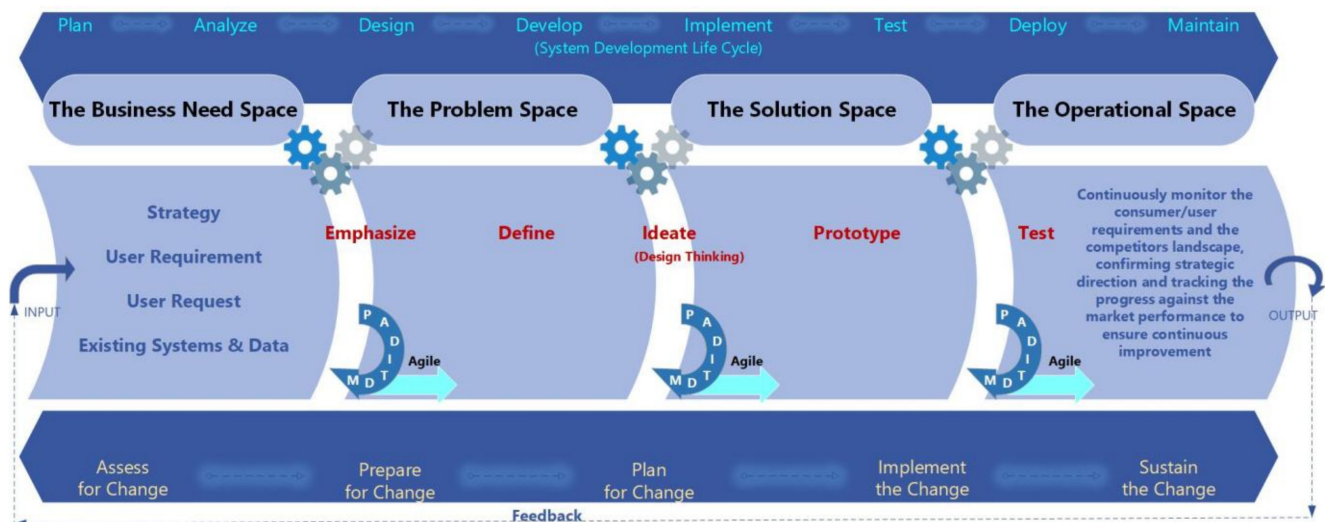 Plan Analyze Design Develop Implement Test Deploy Maintain
(System Development Life Cycle)
The Business Need Space
The Problem Space
The Solution Space
The Operational Space
Strategy
User Requirement
User Request
Existing Systems & Data
INPUT
Emphasize
Define
Ideate
(Design Thinking)
Prototype
Test
Continuously monitor the
consumer/user
requirements and the
competitors landscape,
confirming strategic
direction and tracking the
progress against the
market performance to
ensure continuous
improvement
OUTPUT
P A D I T D M
Agile
P A D I T D M
Agile
P A D I T D M
Agile
Assess
for Change
Prepare
for Change
Plan
for Change
Implement
the Change
Sustain
the Change
Feedback